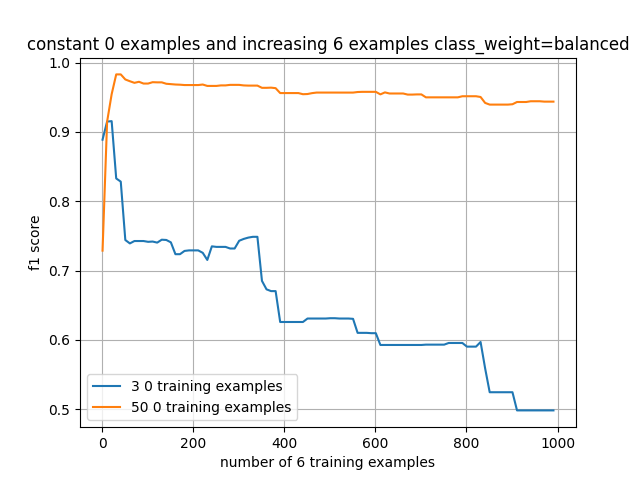 constant 0 examples and increasing 6 examples class_weight=balanced
1.0
0.9
0.8
0.7
0.6
0.5
f1 score
3 0 training examples
50 0 training examples
0 200 400 600 800 1000
number of 6 training examples